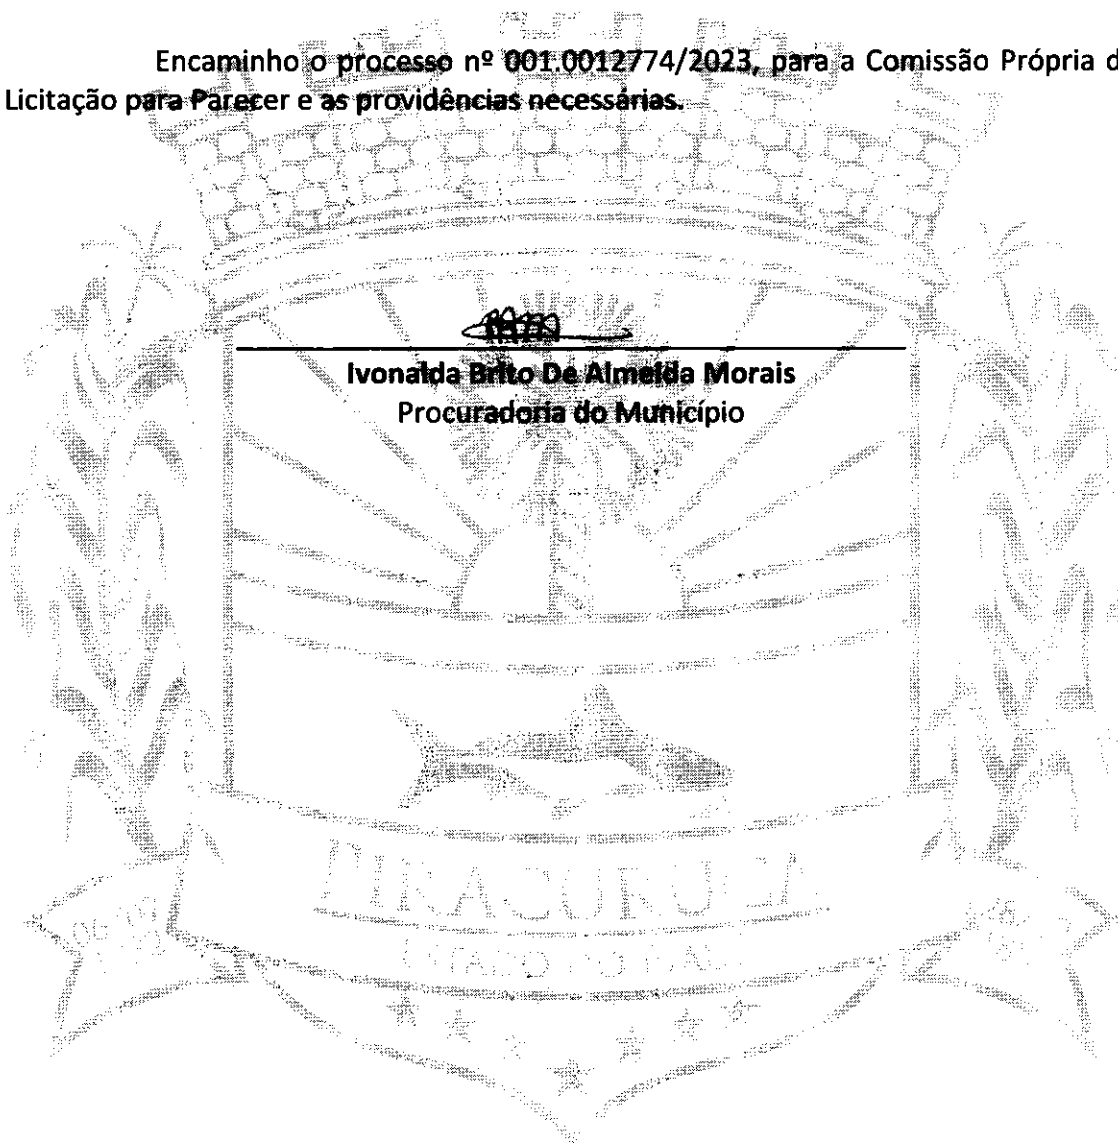 Encaminho o processo nº 001.0012774/2023, para a Comissão Própria d
Licitação para Parecer e as providências necessárias.
Ivonalda Brito De Almeida Morais
Procuradoria do Município
PIRACURUCA